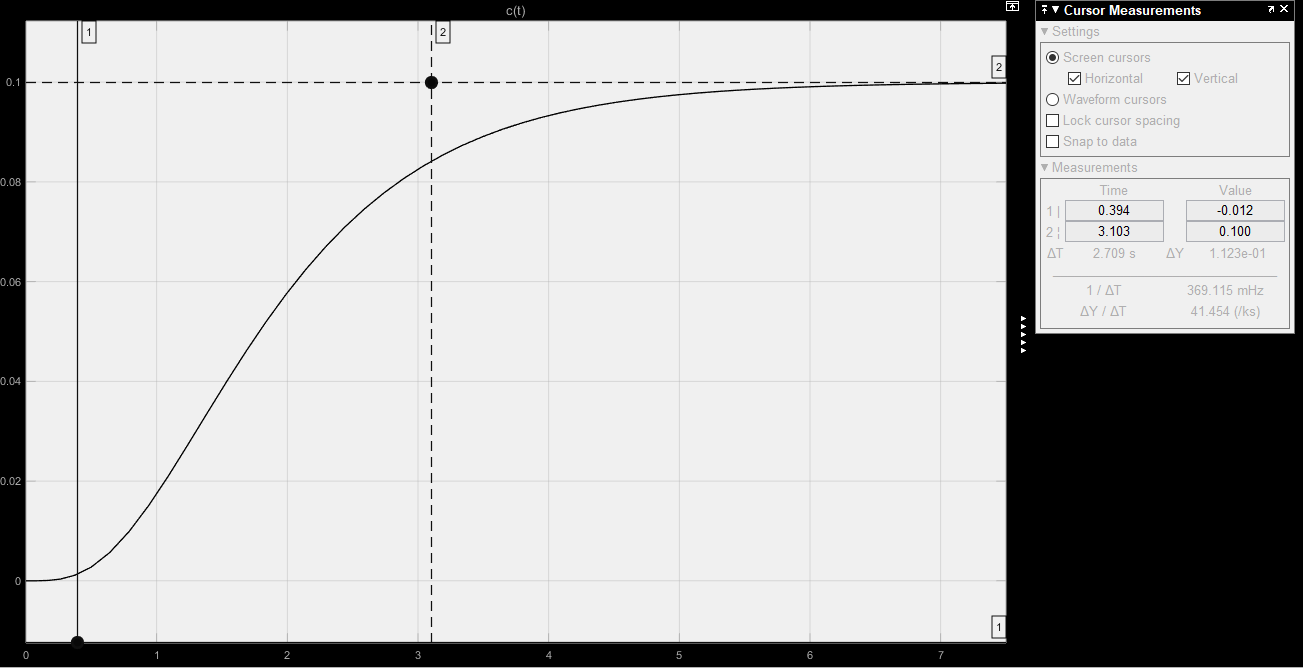 c(t)
1
2
2
0.1
0.08
0.06
0.04
0.02
0
1
0 1 2 3 4 5 6 7
Cursor Measurements
Settings
Screen cursors
Horizontal Vertical
Waveform cursors
Lock cursor spacing
Snap to data
Measurements
Time Value
1 | 0.394 -0.012
2 ¦ 3.103 0.100
ΔT 2.709 s ΔY 1.123e-01
1 / ΔT 369.115 mHz
ΔY / ΔT 41.454 (/ks)